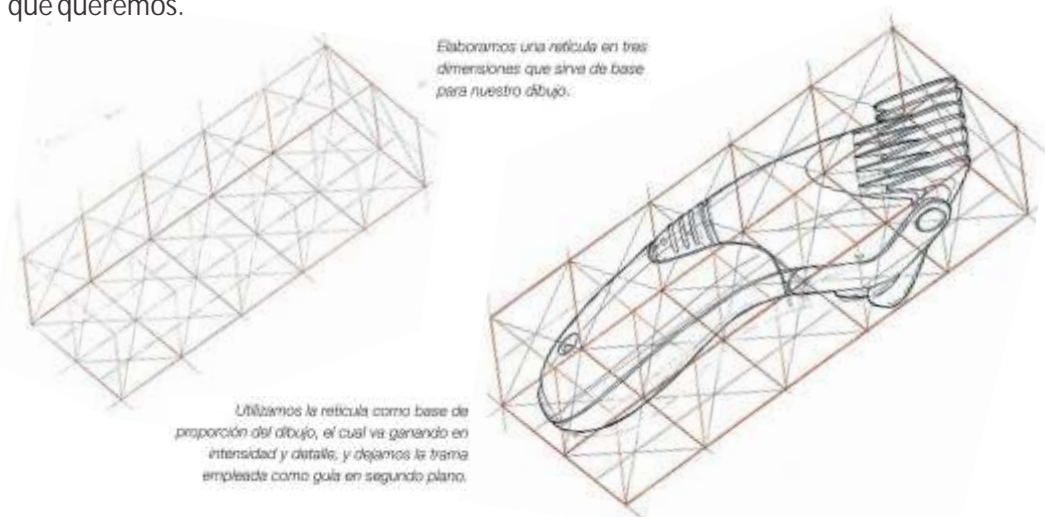 que queremos.
Elaboramos una retícula en tres
dimensiones que sirve de base
para nuestro dibujo.
Utilizamos la retícula como base de
proporción del dibujo, el cual va ganando en
intensidad y detalle, y dejamos la trama
empleada como guía en segundo plano.